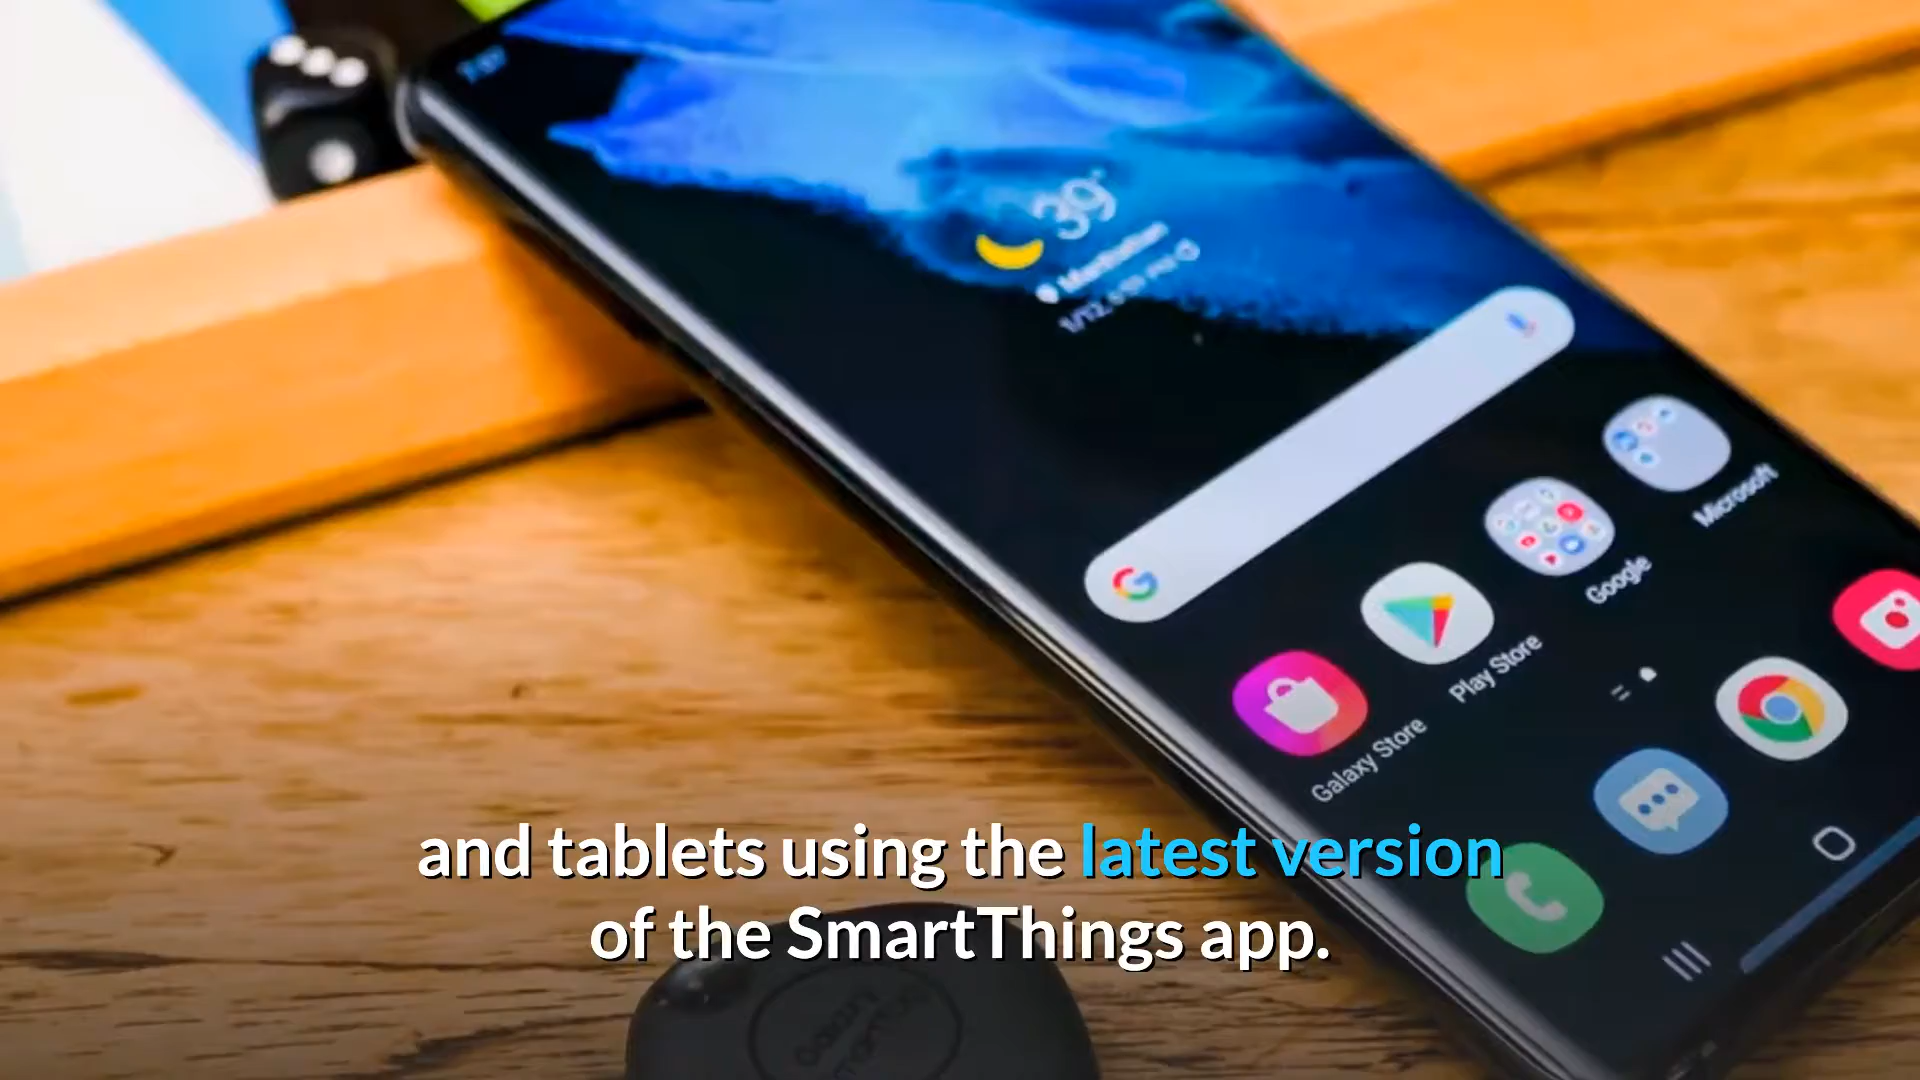 39°
Google
Microsoft
Play Store
Galaxy Store
and tablets using the latest version
of the SmartThings app.